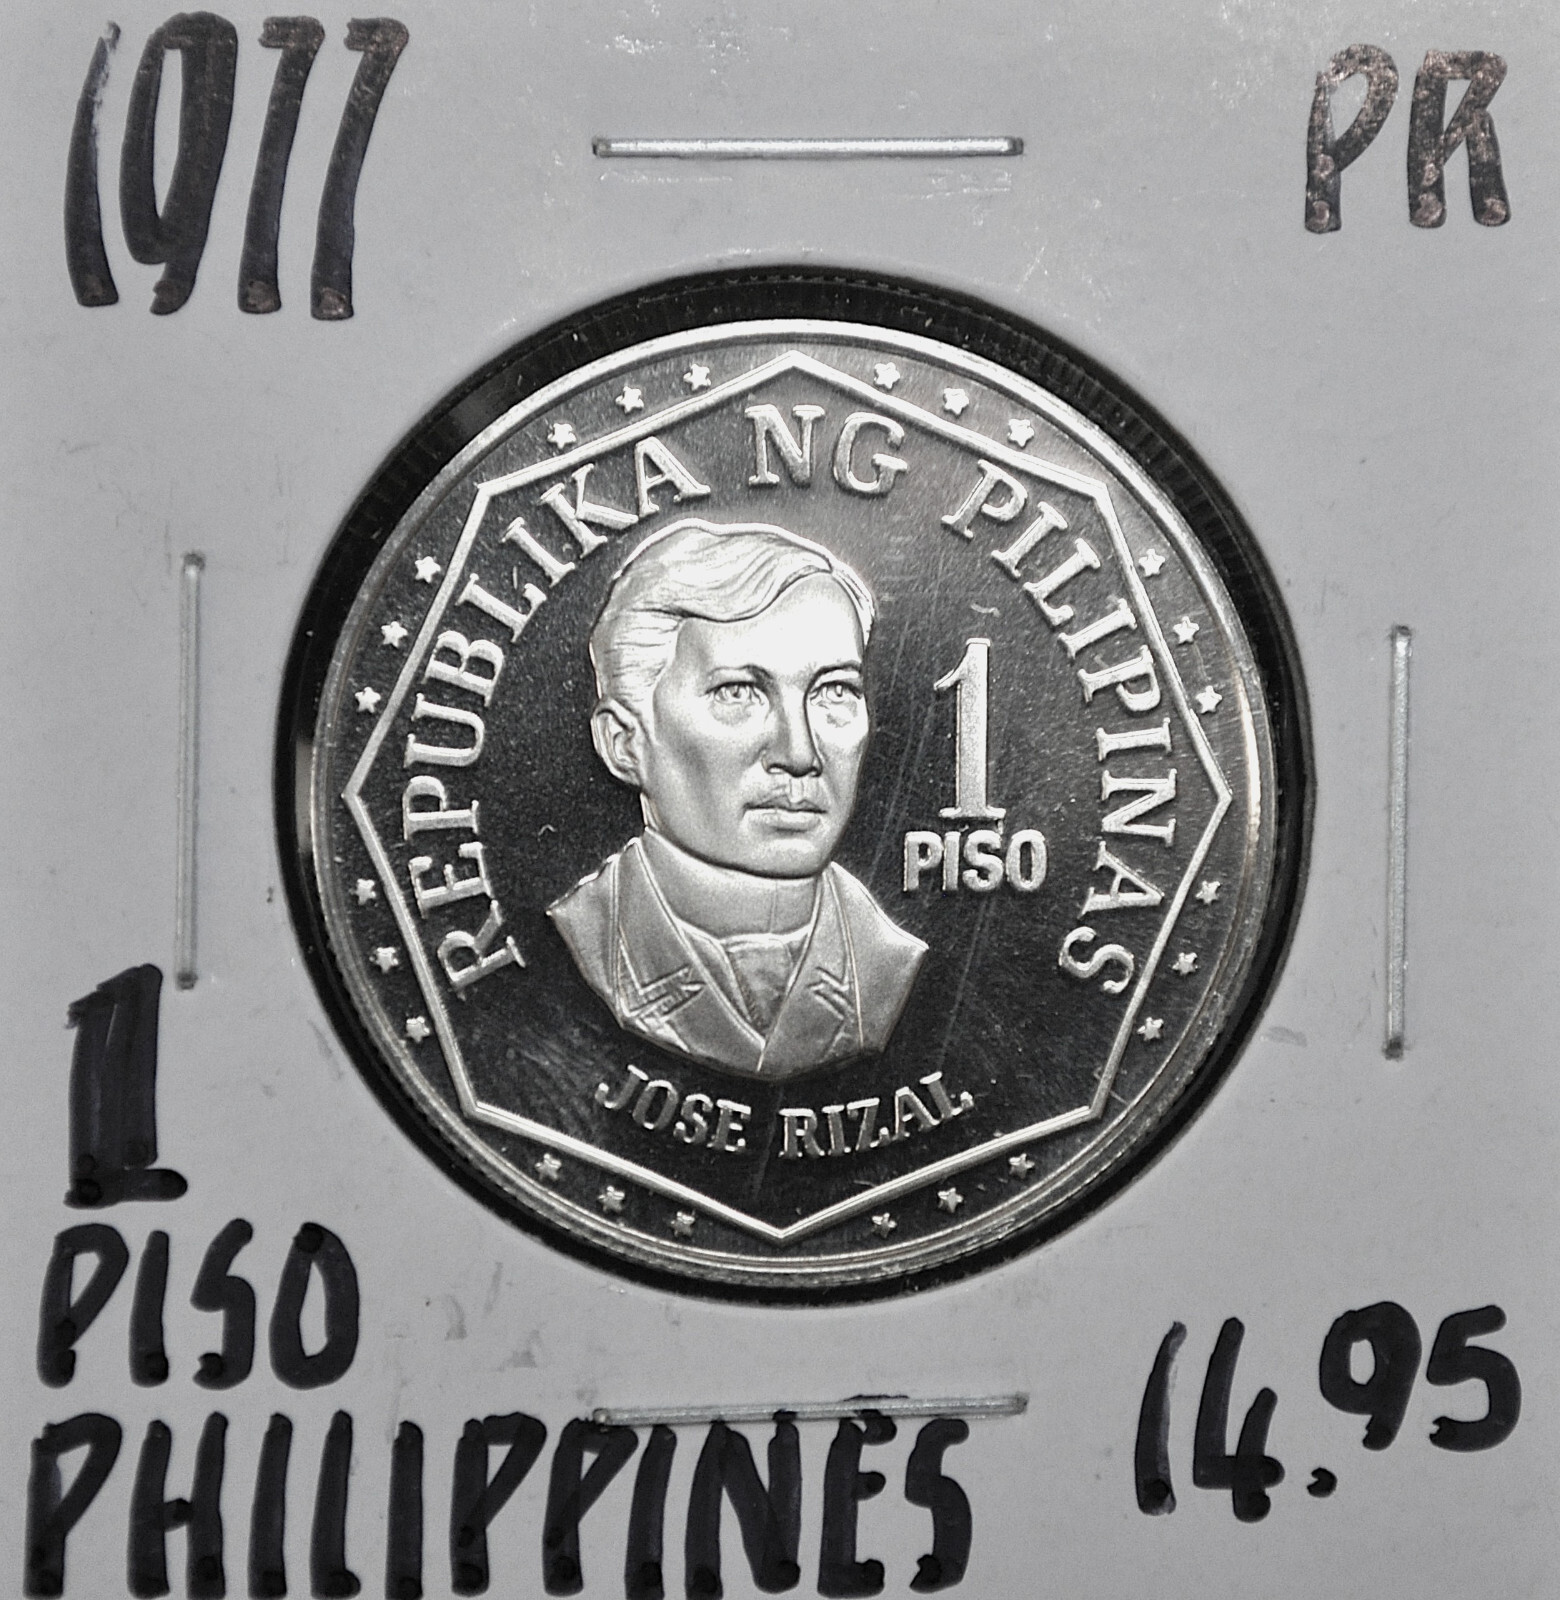 1977
PR
REPUBLIKA NG PILIPINAS
1
PISO
JOSE RIZAL
1
PISO
PHILIPPINES
14.95